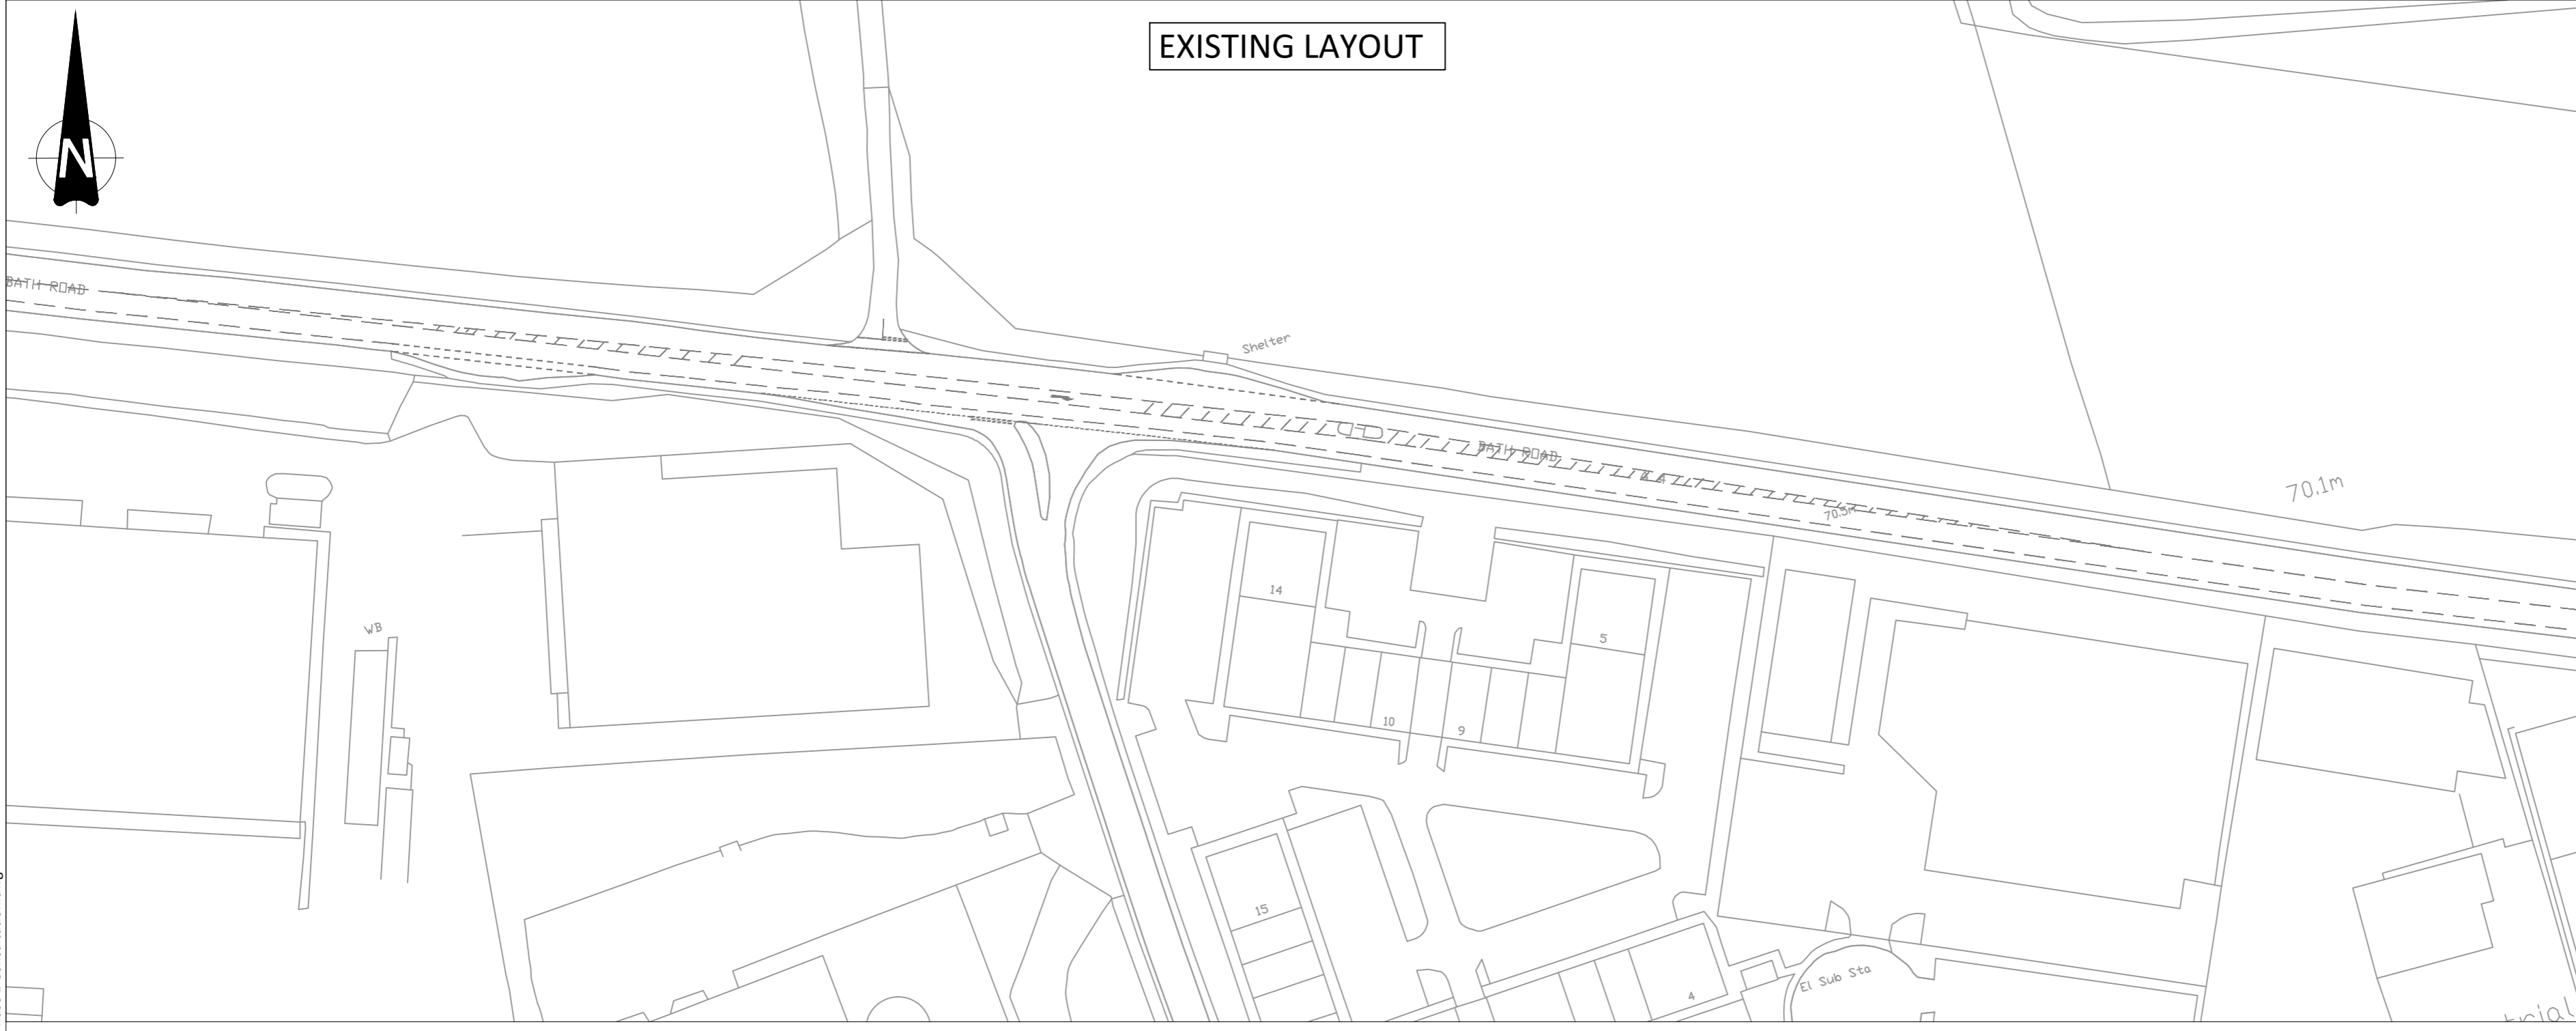 EXISTING LAYOUT
N
BATH ROAD
Shelter
BATH ROAD
70.1m
70.5m
14
5
WB
10
9
15
El Sub Sta
4